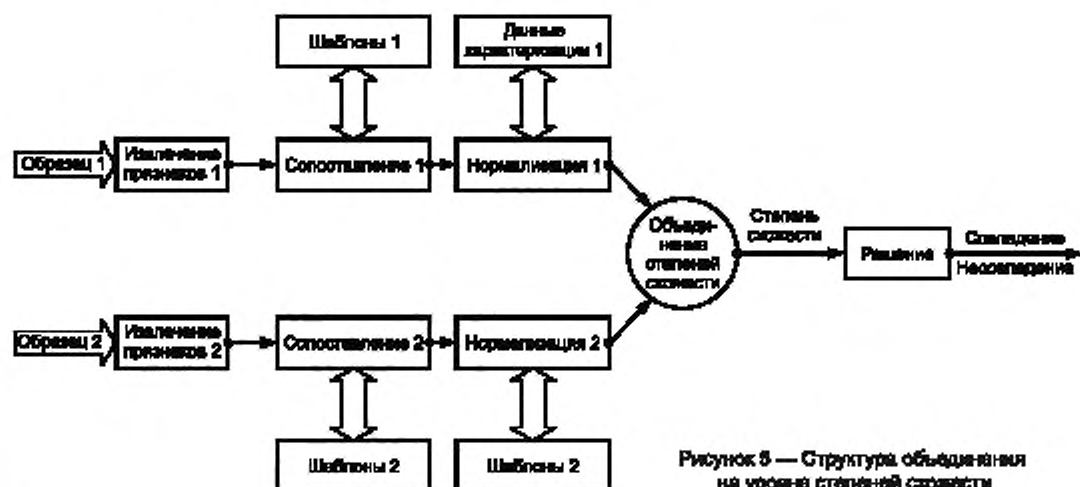 Шаблоны 1
Данные
характеризации 1
Образец 1
Извлечение
признаков 1
Сопоставление 1
Нормализация 1
Объеди-
нение
степеней
схожести
Степень
схожести
Решение
Совпадение
Несовпадение
Образец 2
Извлечение
признаков 2
Сопоставление 2
Нормализация 2
Шаблоны 2
Шаблоны 2
Рисунок 5 — Структура объединения
на уровне степеней схожести